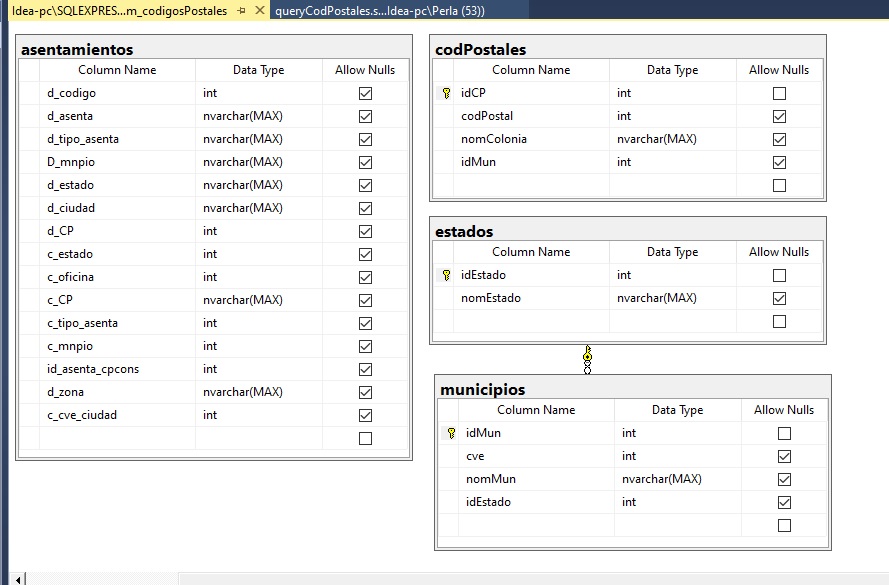 Idea-pc\SQLEXPRES...m_codigosPostales
queryCodPostales.s...Idea-pc\Perla (53))
asentamientos
Column Name Data Type Allow Nulls
d_codigo int
d_asenta nvarchar(MAX)
d_tipo_asenta nvarchar(MAX)
D_mnpio nvarchar(MAX)
d_estado nvarchar(MAX)
d_ciudad nvarchar(MAX)
d_CP int
c_estado int
c_oficina int
c_CP nvarchar(MAX)
c_tipo_asenta int
c_mnpio int
id_asenta_cpcons int
d_zona nvarchar(MAX)
c_cve_ciudad int
codPostales
Column Name Data Type Allow Nulls
idCP int
codPostal int
nomColonia nvarchar(MAX)
idMun int
estados
Column Name Data Type Allow Nulls
idEstado int
nomEstado nvarchar(MAX)
municipios
Column Name Data Type Allow Nulls
idMun int
cve int
nomMun nvarchar(MAX)
idEstado int